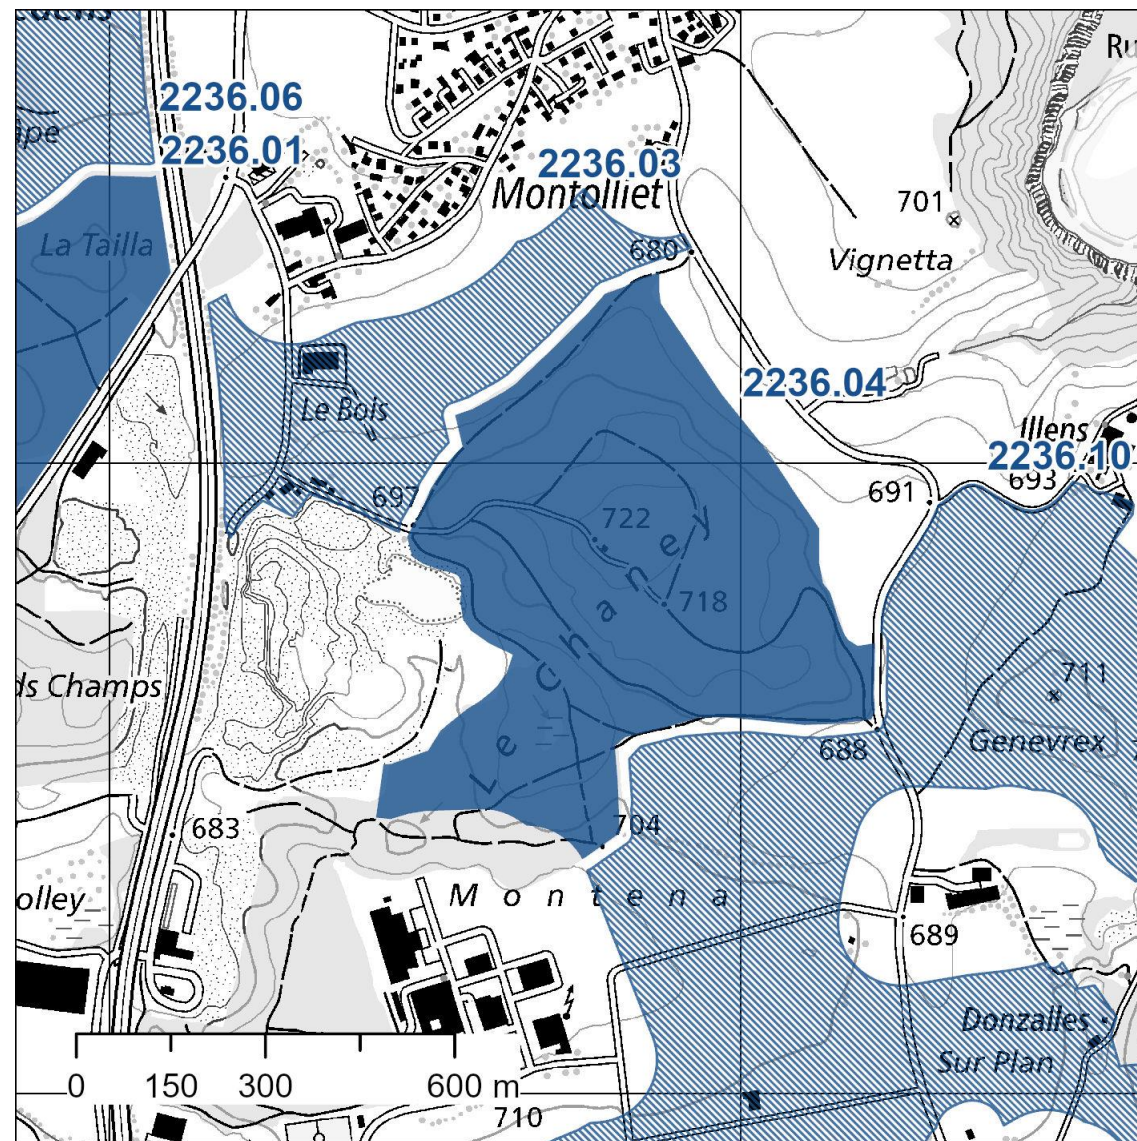 2236.06
2236.01
2236.03
Montolliet
701
La Tailla
680
Vignetta
2236.04
Le Bois
Illens
2236.10
693
697
691
722
718
Le Charney
ds Champs
711
Genevrex
688
683
704
olley
Montena
689
Donzalles
Sur Plan
0 150 300 600 m
710